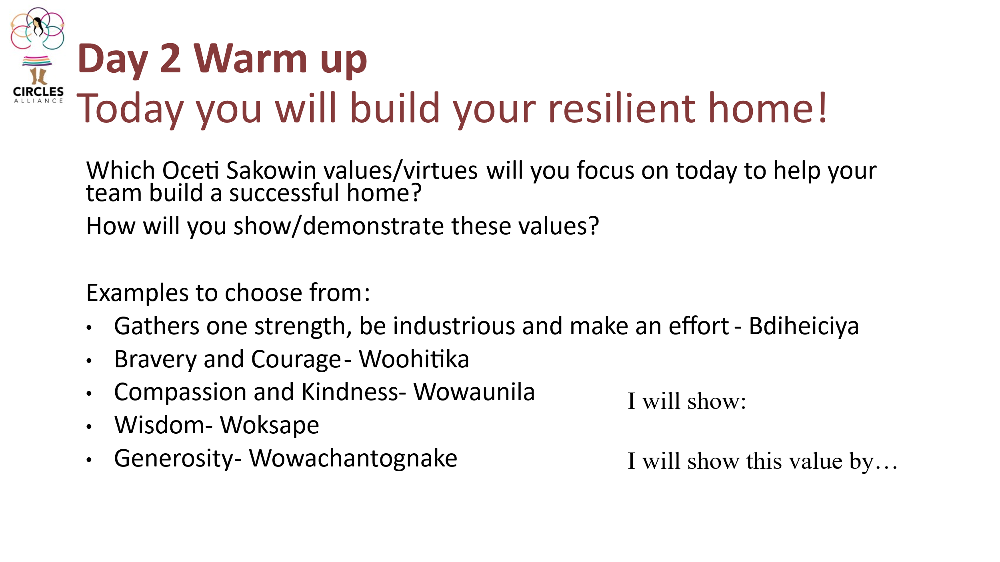 CIRCLES
ALLIANCE
Day 2 Warm up
Today you will build your resilient home!
Which Oceti Sakowin values/virtues will you focus on today to help your
team build a successful home?
How will you show/demonstrate these values?
Examples to choose from:
• Gathers one strength, be industrious and make an effort - Bdiheiciya
• Bravery and Courage - Woohitika
• Compassion and Kindness- Wowaunila
• Wisdom- Woksape
• Generosity- Wowachantognake
I will show:
I will show this value by...